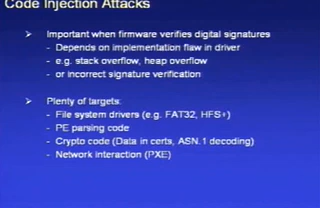 Code Injection Attacks
➢ Important when firmware verifies digital signatures
- Depends on implementation flaw in driver
- e.g. stack overflow, heap overflow
- or incorrect signature verification
➢ Plenty of targets:
- File system drivers (e.g. FAT32, HFS+)
- PE parsing code
- Crypto code (Data in certs, ASN.1 decoding)
- Network interaction (PXE)